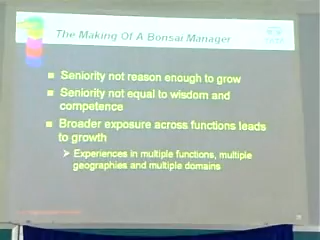 The Making Of A Bonsai Manager
Seniority not reason enough to grow
Seniority not equal to wisdom and
competence
Broader exposure across functions leads
to growth
Experiences in multiple functions, multiple
geographies and multiple domains